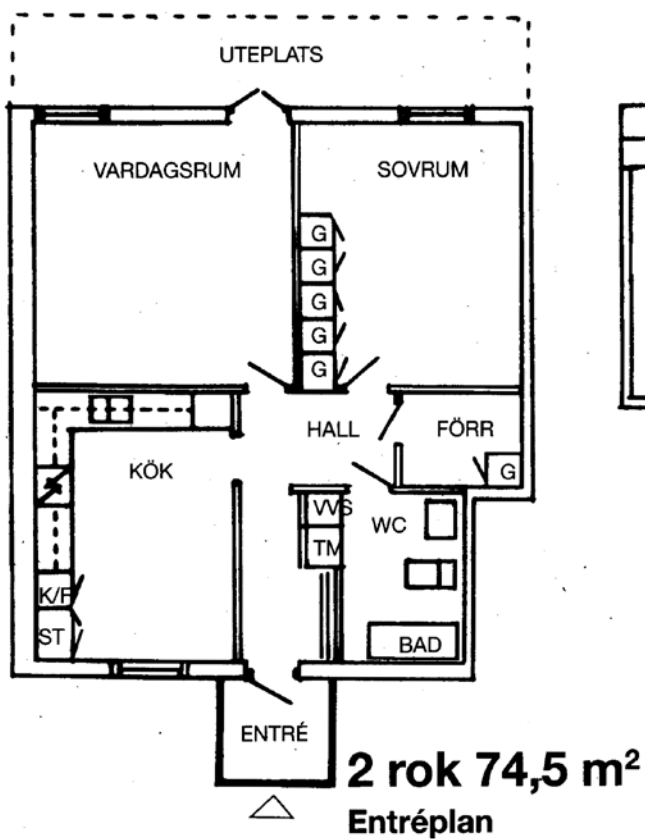 UTEPLATS
VARDAGSRUM
SOVRUM
G
G
G
G
G
HALL
FÖRR
KÖK
G
VVS
WC
TM
K/F
ST
BAD
ENTRÉ
2 rok 74,5 m²
Entréplan